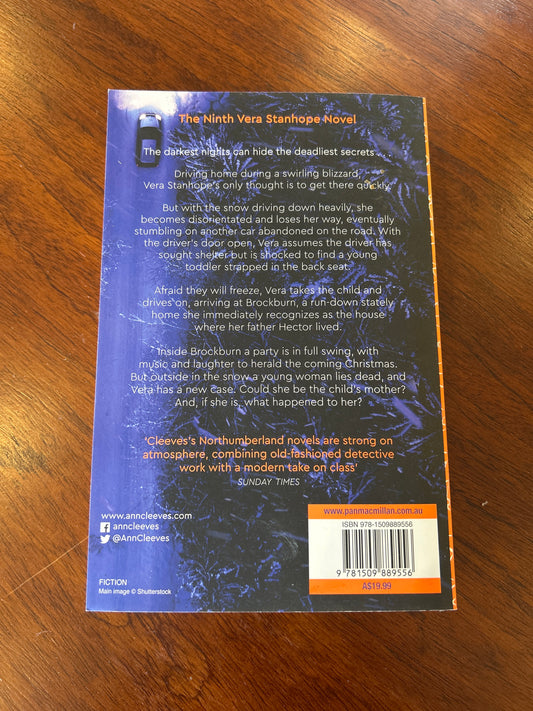 The Ninth Vera Stanhope Novel
The darkest nights can hide the deadliest secrets . . .
Driving home during a swirling blizzard,
Vera Stanhope's only thought is to get there quickly.
But with the snow driving down heavily, she
becomes disorientated and loses her way, eventually
stumbling on another car abandoned on the road. With
the driver's door open, Vera assumes the driver has
sought shelter but is shocked to find a young
toddler strapped in the back seat.
Afraid they will freeze, Vera takes the child and
drives on, arriving at Brockburn, a run-down stately
home she immediately recognizes as the house
where her father Hector lived.
Inside Brockburn a party is in full swing, with
music and laughter to herald the coming Christmas.
But outside in the snow a young woman lies dead, and
Vera has a new case. Could she be the child's mother?
And, if she is, what happened to her?
'Cleeves's Northumberland novels are strong on
atmosphere, combining old-fashioned detective
work with a modern take on class'
SUNDAY TIMES
www.anncleeves.com
anncleeves
@AnnCleeves
FICTION
Main image © Shutterstock
www.panmacmillan.com.au
ISBN 978-1509889556
9 781509 889556
A$19.99